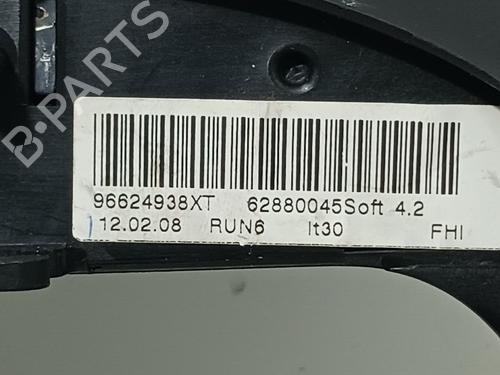 B-PARTS
96624938XT 62880045Soft 4.2
12.02.08 RUN6 It30 FHI